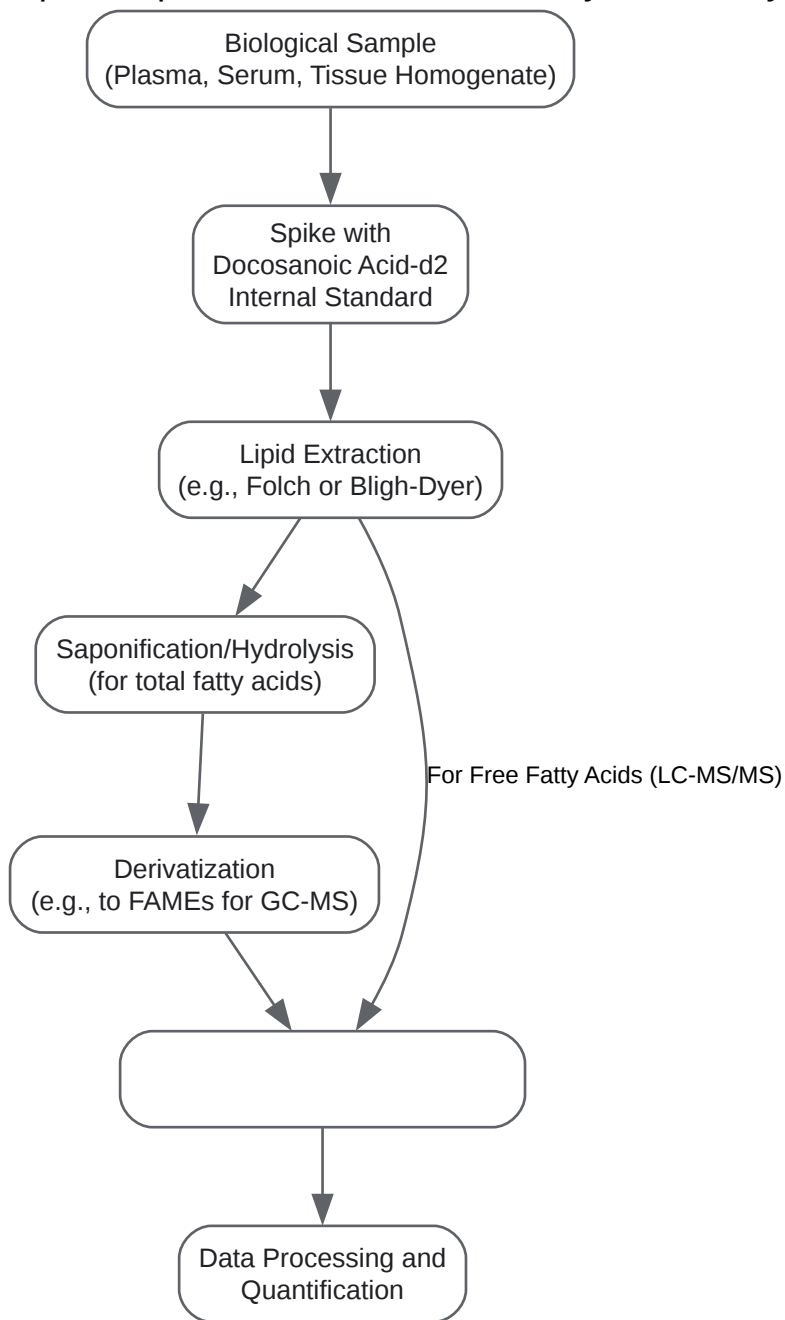 Biological Sample
(Plasma, Serum, Tissue Homogenate)
Spike with
Docosanoic Acid-d2
Internal Standard
Lipid Extraction
(e.g., Folch or Bligh-Dyer)
Saponification/Hydrolysis
(for total fatty acids)
For Free Fatty Acids (LC-MS/MS)
Derivatization
(e.g., to FAMEs for GC-MS)
Data Processing and
Quantification